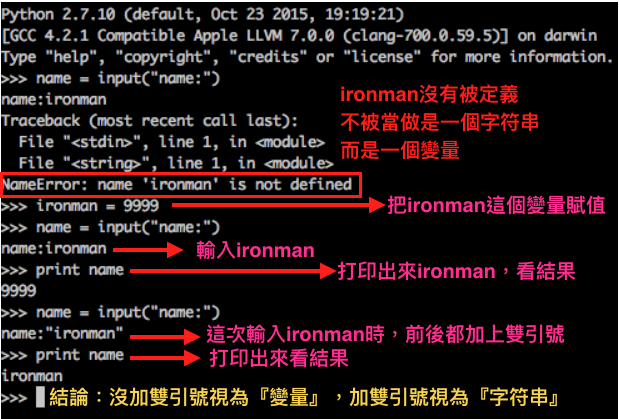 Python 2.7.10 (default, Oct 23 2015, 19:19:21)
[GCC 4.2.1 Compatible Apple LLVM 7.0.0 (clang-700.0.59.5)] on darwin
Type "help", "copyright", "credits" or "license" for more information.
>>> name = input("name:")
name:ironman
ironman沒有被定義
Traceback (most recent call last):
不被當做是一個字符串
File "<stdin>", line 1, in <module>
而是一個變量
File "<string>", line 1, in <module>
NameError: name 'ironman' is not defined
>>> ironman = 9999 把ironman這個變量賦值
>>> name = input("name:")
name:ironman 輸入ironman
>>> print name 打印出來ironman，看結果
9999
>>> name = input("name:")
name:"ironman" 這次輸入ironman時，前後都加上雙引號
>>> print name 打印出來看結果
ironman
>>> 結論：沒加雙引號視為『變量』，加雙引號視為『字符串』